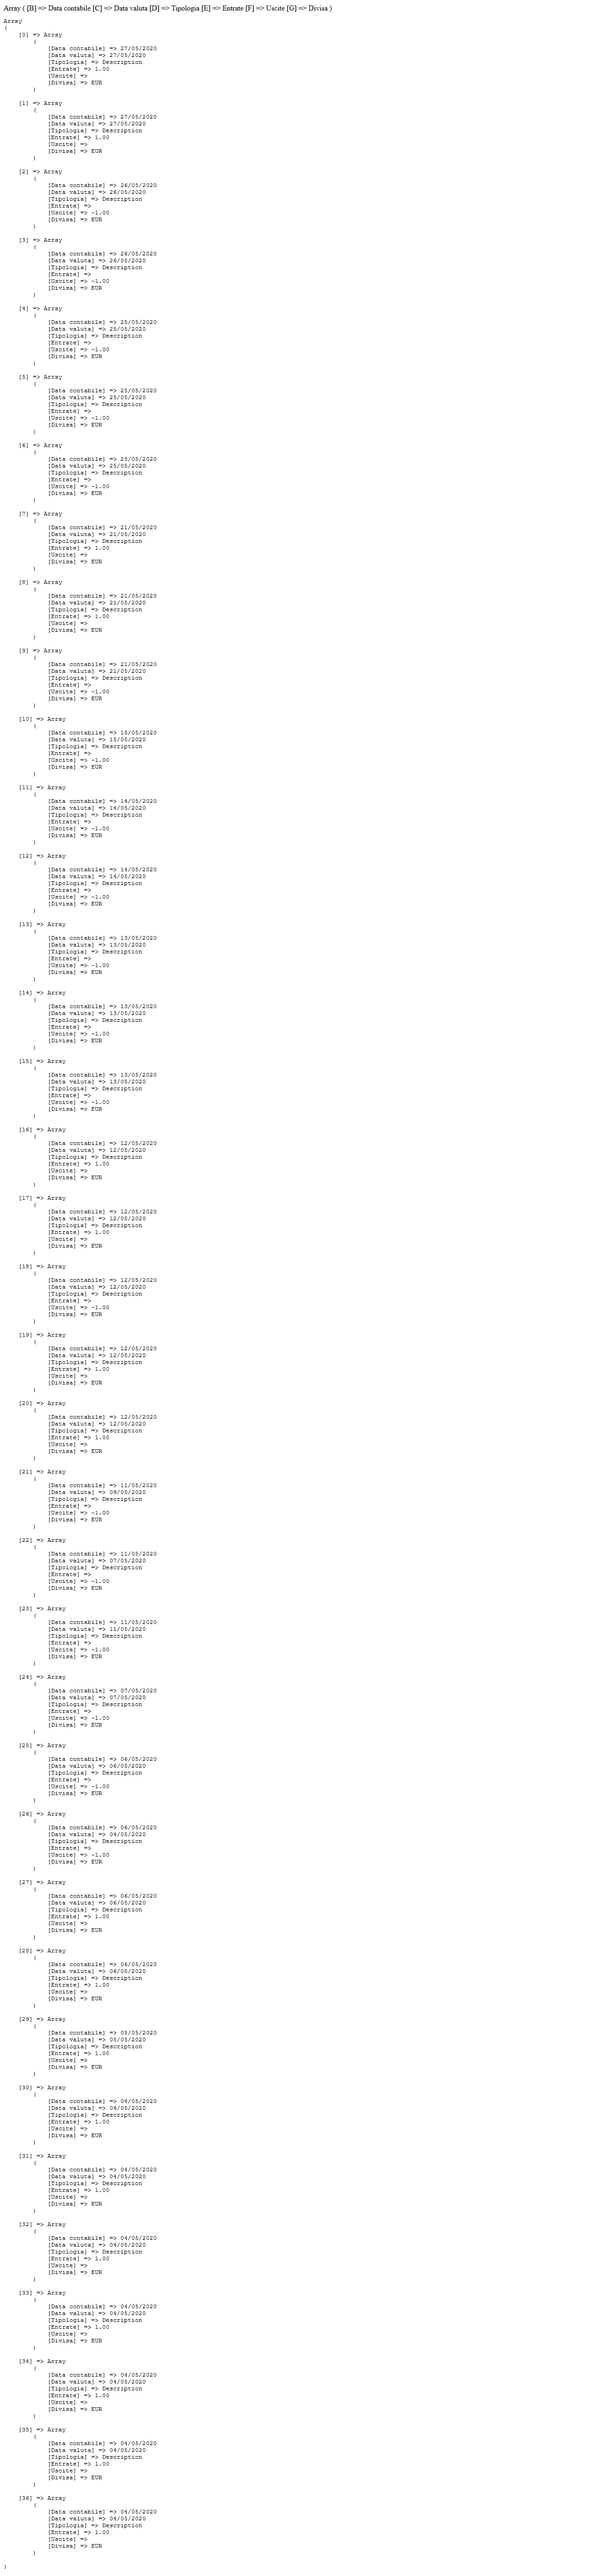 Array ( [B] => Data contabile [C] => Data valuta [D] => Tipologia [E] => Entrate [F] => Uscite [G] => Divisa )
Array
(
[0] => Array
(
[Data contabile] => 27/05/2020
[Data valuta] => 27/05/2020
[Tipologia] => Description
[Entrate] => 1.00
[Uscite] =>
[Divisa] => EUR
)
[1] => Array
(
[Data contabile] => 27/05/2020
[Data valuta] => 27/05/2020
[Tipologia] => Description
[Entrate] => 1.00
[Uscite] =>
[Divisa] => EUR
)
[2] => Array
(
[Data contabile] => 26/05/2020
[Data valuta] => 26/05/2020
[Tipologia] => Description
[Entrate] =>
[Uscite] => -1.00
[Divisa] => EUR
)
[3] => Array
(
[Data contabile] => 26/05/2020
[Data valuta] => 26/05/2020
[Tipologia] => Description
[Entrate] =>
[Uscite] => -1.00
[Divisa] => EUR
)
[4] => Array
(
[Data contabile] => 25/05/2020
[Data valuta] => 25/05/2020
[Tipologia] => Description
[Entrate] =>
[Uscite] => -1.00
[Divisa] => EUR
)
[5] => Array
(
[Data contabile] => 25/05/2020
[Data valuta] => 25/05/2020
[Tipologia] => Description
[Entrate] =>
[Uscite] => -1.00
[Divisa] => EUR
)
[6] => Array
(
[Data contabile] => 25/05/2020
[Data valuta] => 25/05/2020
[Tipologia] => Description
[Entrate] =>
[Uscite] => -1.00
[Divisa] => EUR
)
[7] => Array
(
[Data contabile] => 21/05/2020
[Data valuta] => 21/05/2020
[Tipologia] => Description
[Entrate] => 1.00
[Uscite] =>
[Divisa] => EUR
)
[8] => Array
(
[Data contabile] => 21/05/2020
[Data valuta] => 21/05/2020
[Tipologia] => Description
[Entrate] => 1.00
[Uscite] =>
[Divisa] => EUR
)
[9] => Array
(
[Data contabile] => 21/05/2020
[Data valuta] => 21/05/2020
[Tipologia] => Description
[Entrate] =>
[Uscite] => -1.00
[Divisa] => EUR
)
[10] => Array
(
[Data contabile] => 15/05/2020
[Data valuta] => 15/05/2020
[Tipologia] => Description
[Entrate] =>
[Uscite] => -1.00
[Divisa] => EUR
)
[11] => Array
(
[Data contabile] => 14/05/2020
[Data valuta] => 14/05/2020
[Tipologia] => Description
[Entrate] =>
[Uscite] => -1.00
[Divisa] => EUR
)
[12] => Array
(
[Data contabile] => 14/05/2020
[Data valuta] => 14/05/2020
[Tipologia] => Description
[Entrate] =>
[Uscite] => -1.00
[Divisa] => EUR
)
[13] => Array
(
[Data contabile] => 13/05/2020
[Data valuta] => 13/05/2020
[Tipologia] => Description
[Entrate] =>
[Uscite] => -1.00
[Divisa] => EUR
)
[14] => Array
(
[Data contabile] => 13/05/2020
[Data valuta] => 13/05/2020
[Tipologia] => Description
[Entrate] =>
[Uscite] => -1.00
[Divisa] => EUR
)
[15] => Array
(
[Data contabile] => 13/05/2020
[Data valuta] => 13/05/2020
[Tipologia] => Description
[Entrate] =>
[Uscite] => -1.00
[Divisa] => EUR
)
[16] => Array
(
[Data contabile] => 12/05/2020
[Data valuta] => 12/05/2020
[Tipologia] => Description
[Entrate] => 1.00
[Uscite] =>
[Divisa] => EUR
)
[17] => Array
(
[Data contabile] => 12/05/2020
[Data valuta] => 12/05/2020
[Tipologia] => Description
[Entrate] => 1.00
[Uscite] =>
[Divisa] => EUR
)
[18] => Array
(
[Data contabile] => 12/05/2020
[Data valuta] => 12/05/2020
[Tipologia] => Description
[Entrate] =>
[Uscite] => -1.00
[Divisa] => EUR
)
[19] => Array
(
[Data contabile] => 12/05/2020
[Data valuta] => 12/05/2020
[Tipologia] => Description
[Entrate] => 1.00
[Uscite] =>
[Divisa] => EUR
)
[20] => Array
(
[Data contabile] => 12/05/2020
[Data valuta] => 12/05/2020
[Tipologia] => Description
[Entrate] => 1.00
[Uscite] =>
[Divisa] => EUR
)
[21] => Array
(
[Data contabile] => 11/05/2020
[Data valuta] => 09/05/2020
[Tipologia] => Description
[Entrate] =>
[Uscite] => -1.00
[Divisa] => EUR
)
[22] => Array
(
[Data contabile] => 11/05/2020
[Data valuta] => 07/05/2020
[Tipologia] => Description
[Entrate] =>
[Uscite] => -1.00
[Divisa] => EUR
)
[23] => Array
(
[Data contabile] => 11/05/2020
[Data valuta] => 11/05/2020
[Tipologia] => Description
[Entrate] =>
[Uscite] => -1.00
[Divisa] => EUR
)
[24] => Array
(
[Data contabile] => 07/05/2020
[Data valuta] => 07/05/2020
[Tipologia] => Description
[Entrate] =>
[Uscite] => -1.00
[Divisa] => EUR
)
[25] => Array
(
[Data contabile] => 06/05/2020
[Data valuta] => 06/05/2020
[Tipologia] => Description
[Entrate] =>
[Uscite] => -1.00
[Divisa] => EUR
)
[26] => Array
(
[Data contabile] => 06/05/2020
[Data valuta] => 04/05/2020
[Tipologia] => Description
[Entrate] =>
[Uscite] => -1.00
[Divisa] => EUR
)
[27] => Array
(
[Data contabile] => 06/05/2020
[Data valuta] => 06/05/2020
[Tipologia] => Description
[Entrate] => 1.00
[Uscite] =>
[Divisa] => EUR
)
[28] => Array
(
[Data contabile] => 06/05/2020
[Data valuta] => 06/05/2020
[Tipologia] => Description
[Entrate] => 1.00
[Uscite] =>
[Divisa] => EUR
)
[29] => Array
(
[Data contabile] => 05/05/2020
[Data valuta] => 05/05/2020
[Tipologia] => Description
[Entrate] => 1.00
[Uscite] =>
[Divisa] => EUR
)
[30] => Array
(
[Data contabile] => 04/05/2020
[Data valuta] => 04/05/2020
[Tipologia] => Description
[Entrate] => 1.00
[Uscite] =>
[Divisa] => EUR
)
[31] => Array
(
[Data contabile] => 04/05/2020
[Data valuta] => 04/05/2020
[Tipologia] => Description
[Entrate] => 1.00
[Uscite] =>
[Divisa] => EUR
)
[32] => Array
(
[Data contabile] => 04/05/2020
[Data valuta] => 04/05/2020
[Tipologia] => Description
[Entrate] => 1.00
[Uscite] =>
[Divisa] => EUR
)
[33] => Array
(
[Data contabile] => 04/05/2020
[Data valuta] => 04/05/2020
[Tipologia] => Description
[Entrate] => 1.00
[Uscite] =>
[Divisa] => EUR
)
[34] => Array
(
[Data contabile] => 04/05/2020
[Data valuta] => 04/05/2020
[Tipologia] => Description
[Entrate] => 1.00
[Uscite] =>
[Divisa] => EUR
)
[35] => Array
(
[Data contabile] => 04/05/2020
[Data valuta] => 04/05/2020
[Tipologia] => Description
[Entrate] => 1.00
[Uscite] =>
[Divisa] => EUR
)
[36] => Array
(
[Data contabile] => 04/05/2020
[Data valuta] => 04/05/2020
[Tipologia] => Description
[Entrate] => 1.00
[Uscite] =>
[Divisa] => EUR
)
)